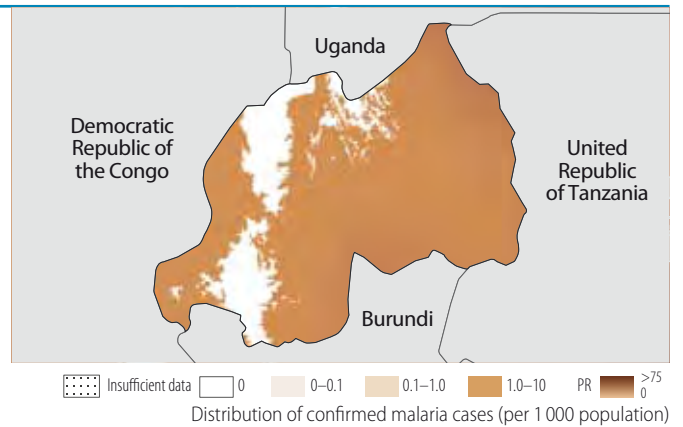 Uganda
Democratic
Republic of
the Congo
United
Republic
of Tanzania
Burundi
Insufficient data 0 0–0.1 0.1–1.0 1.0–10 PR >75
0
Distribution of confirmed malaria cases (per 1 000 population)